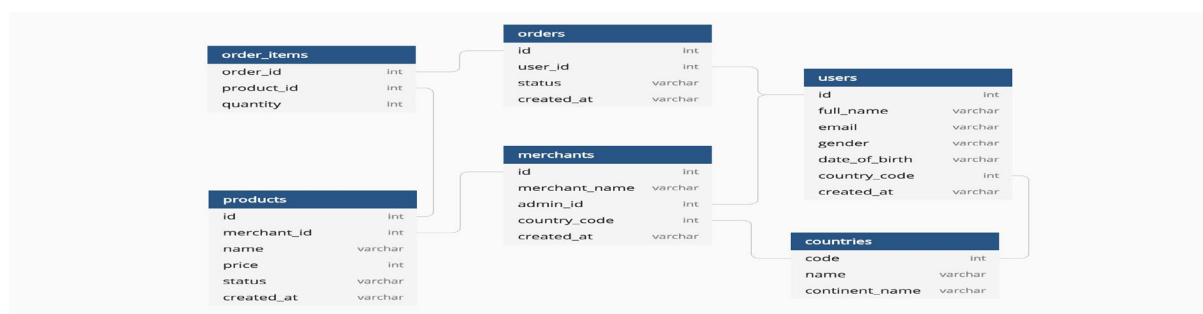 order_items
order_id int
product_id int
quantity int
products
id int
merchant_id int
name varchar
price int
status varchar
created_at varchar
orders
id int
user_id int
status varchar
created_at varchar
merchants
id int
merchant_name varchar
admin_id int
country_code int
created_at varchar
users
id int
full_name varchar
email varchar
gender varchar
date_of_birth varchar
country_code int
created_at varchar
countries
code int
name varchar
continent_name varchar